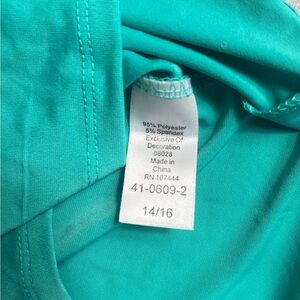 95% Polyester
5% Spandex
Exclusive Of
Decoration
08028
Made in
China
RN 107444
41-0609-2
14/16